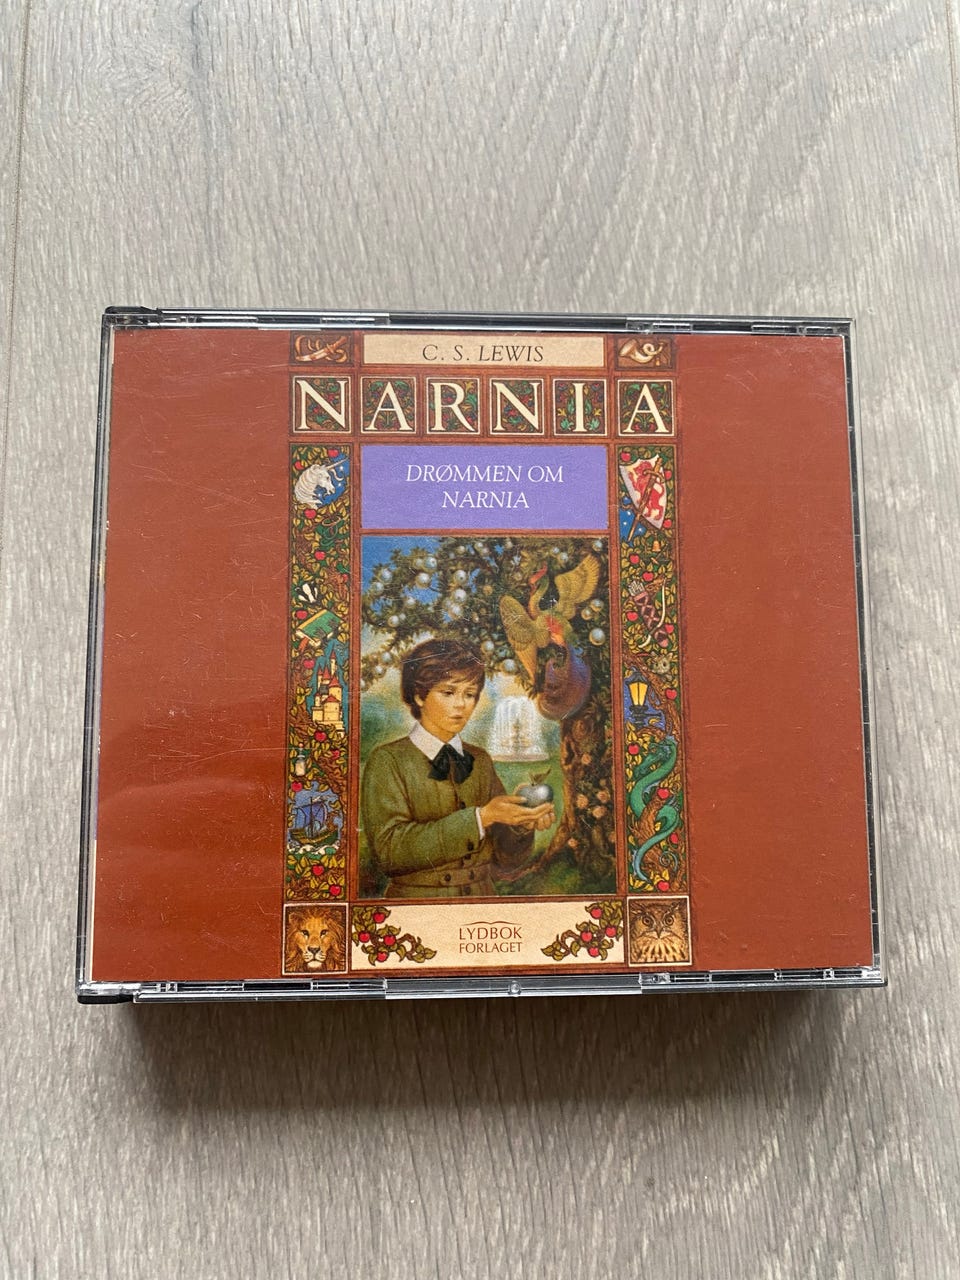 C. S. LEWIS
NARNIA
DRØMMEN OM
NARNIA
LYDBOK
FORLAGET